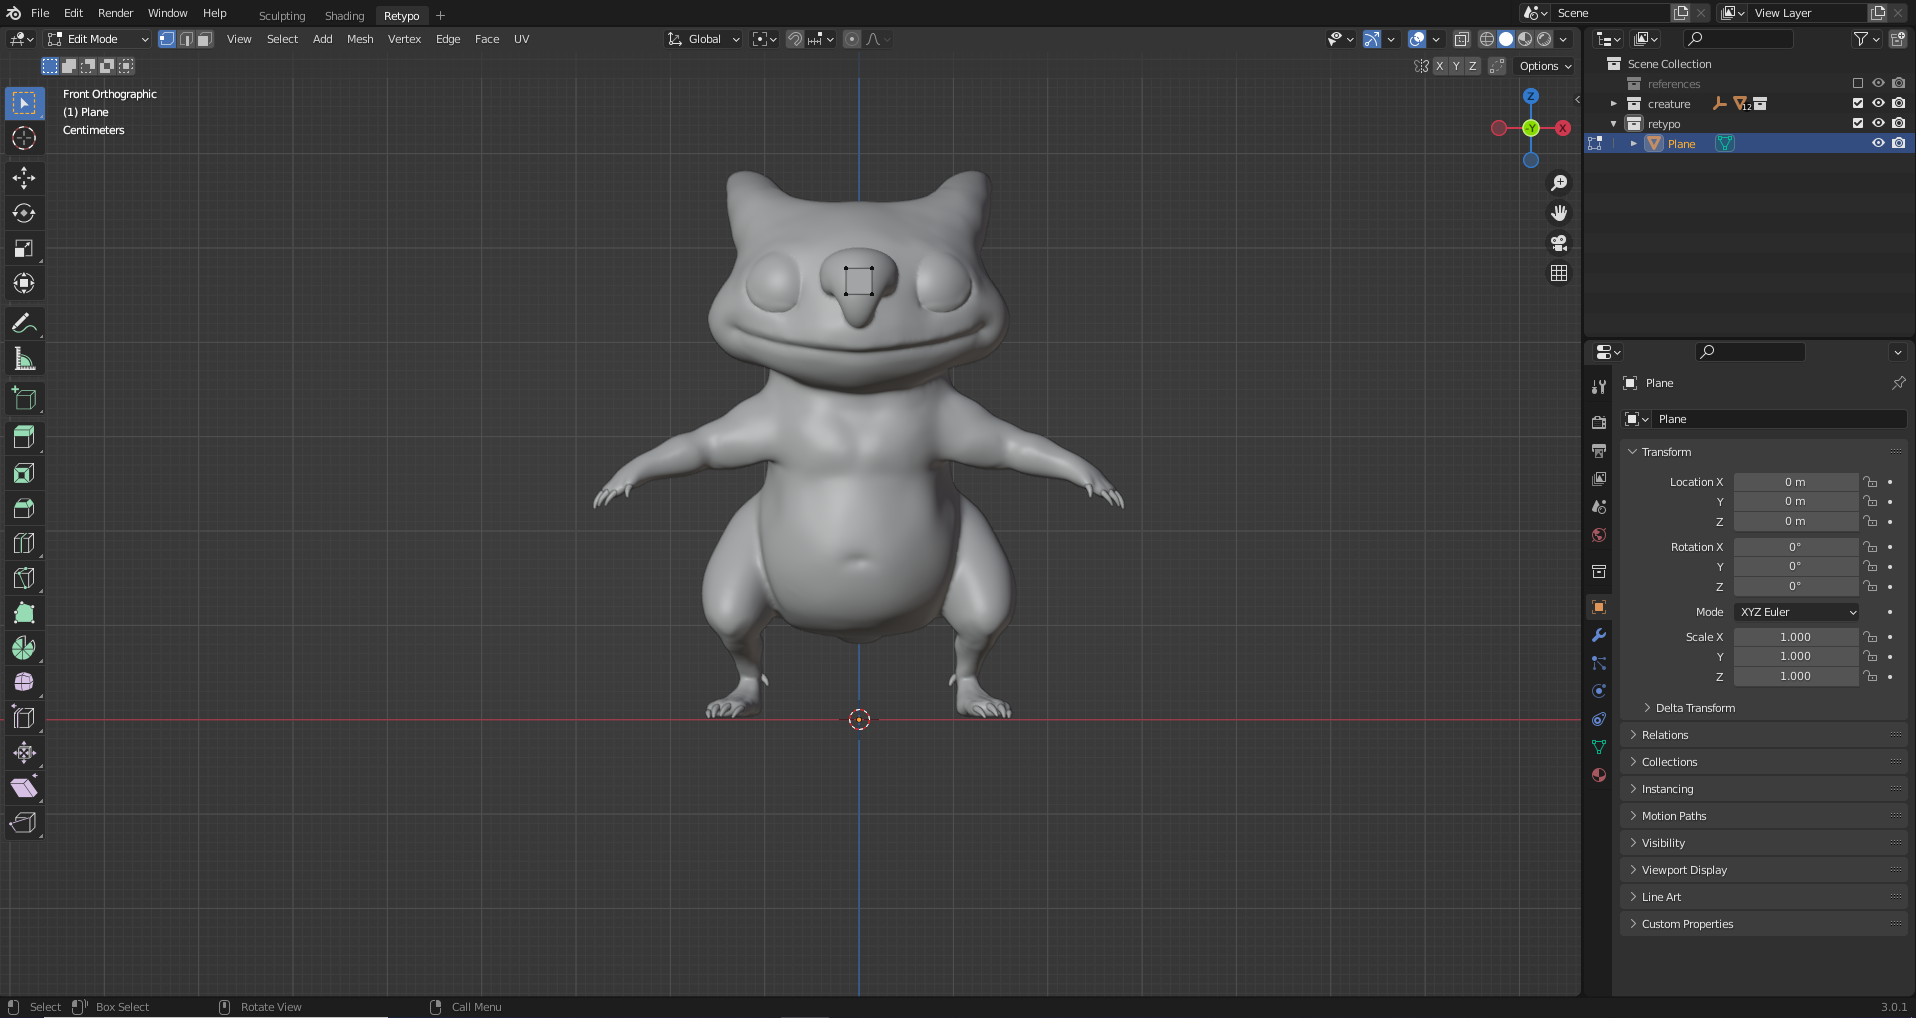 File Edit Render Window Help Sculpting Shading Retypo +
Scene
View Layer
Edit Mode View Select Add Mesh Vertex Edge Face UV Global
X Y Z Options
Front Orthographic
(1) Plane
Centimeters
Z
-Y
X
Scene Collection
references
creature 12
retypo
Plane
Plane
Plane
Transform
Location X 0 m
Y 0 m
Z 0 m
Rotation X 0°
Y 0°
Z 0°
Mode XYZ Euler
Scale X 1.000
Y 1.000
Z 1.000
Delta Transform
Relations
Collections
Instancing
Motion Paths
Visibility
Viewport Display
Line Art
Custom Properties
Select Box Select Rotate View Call Menu 3.0.1